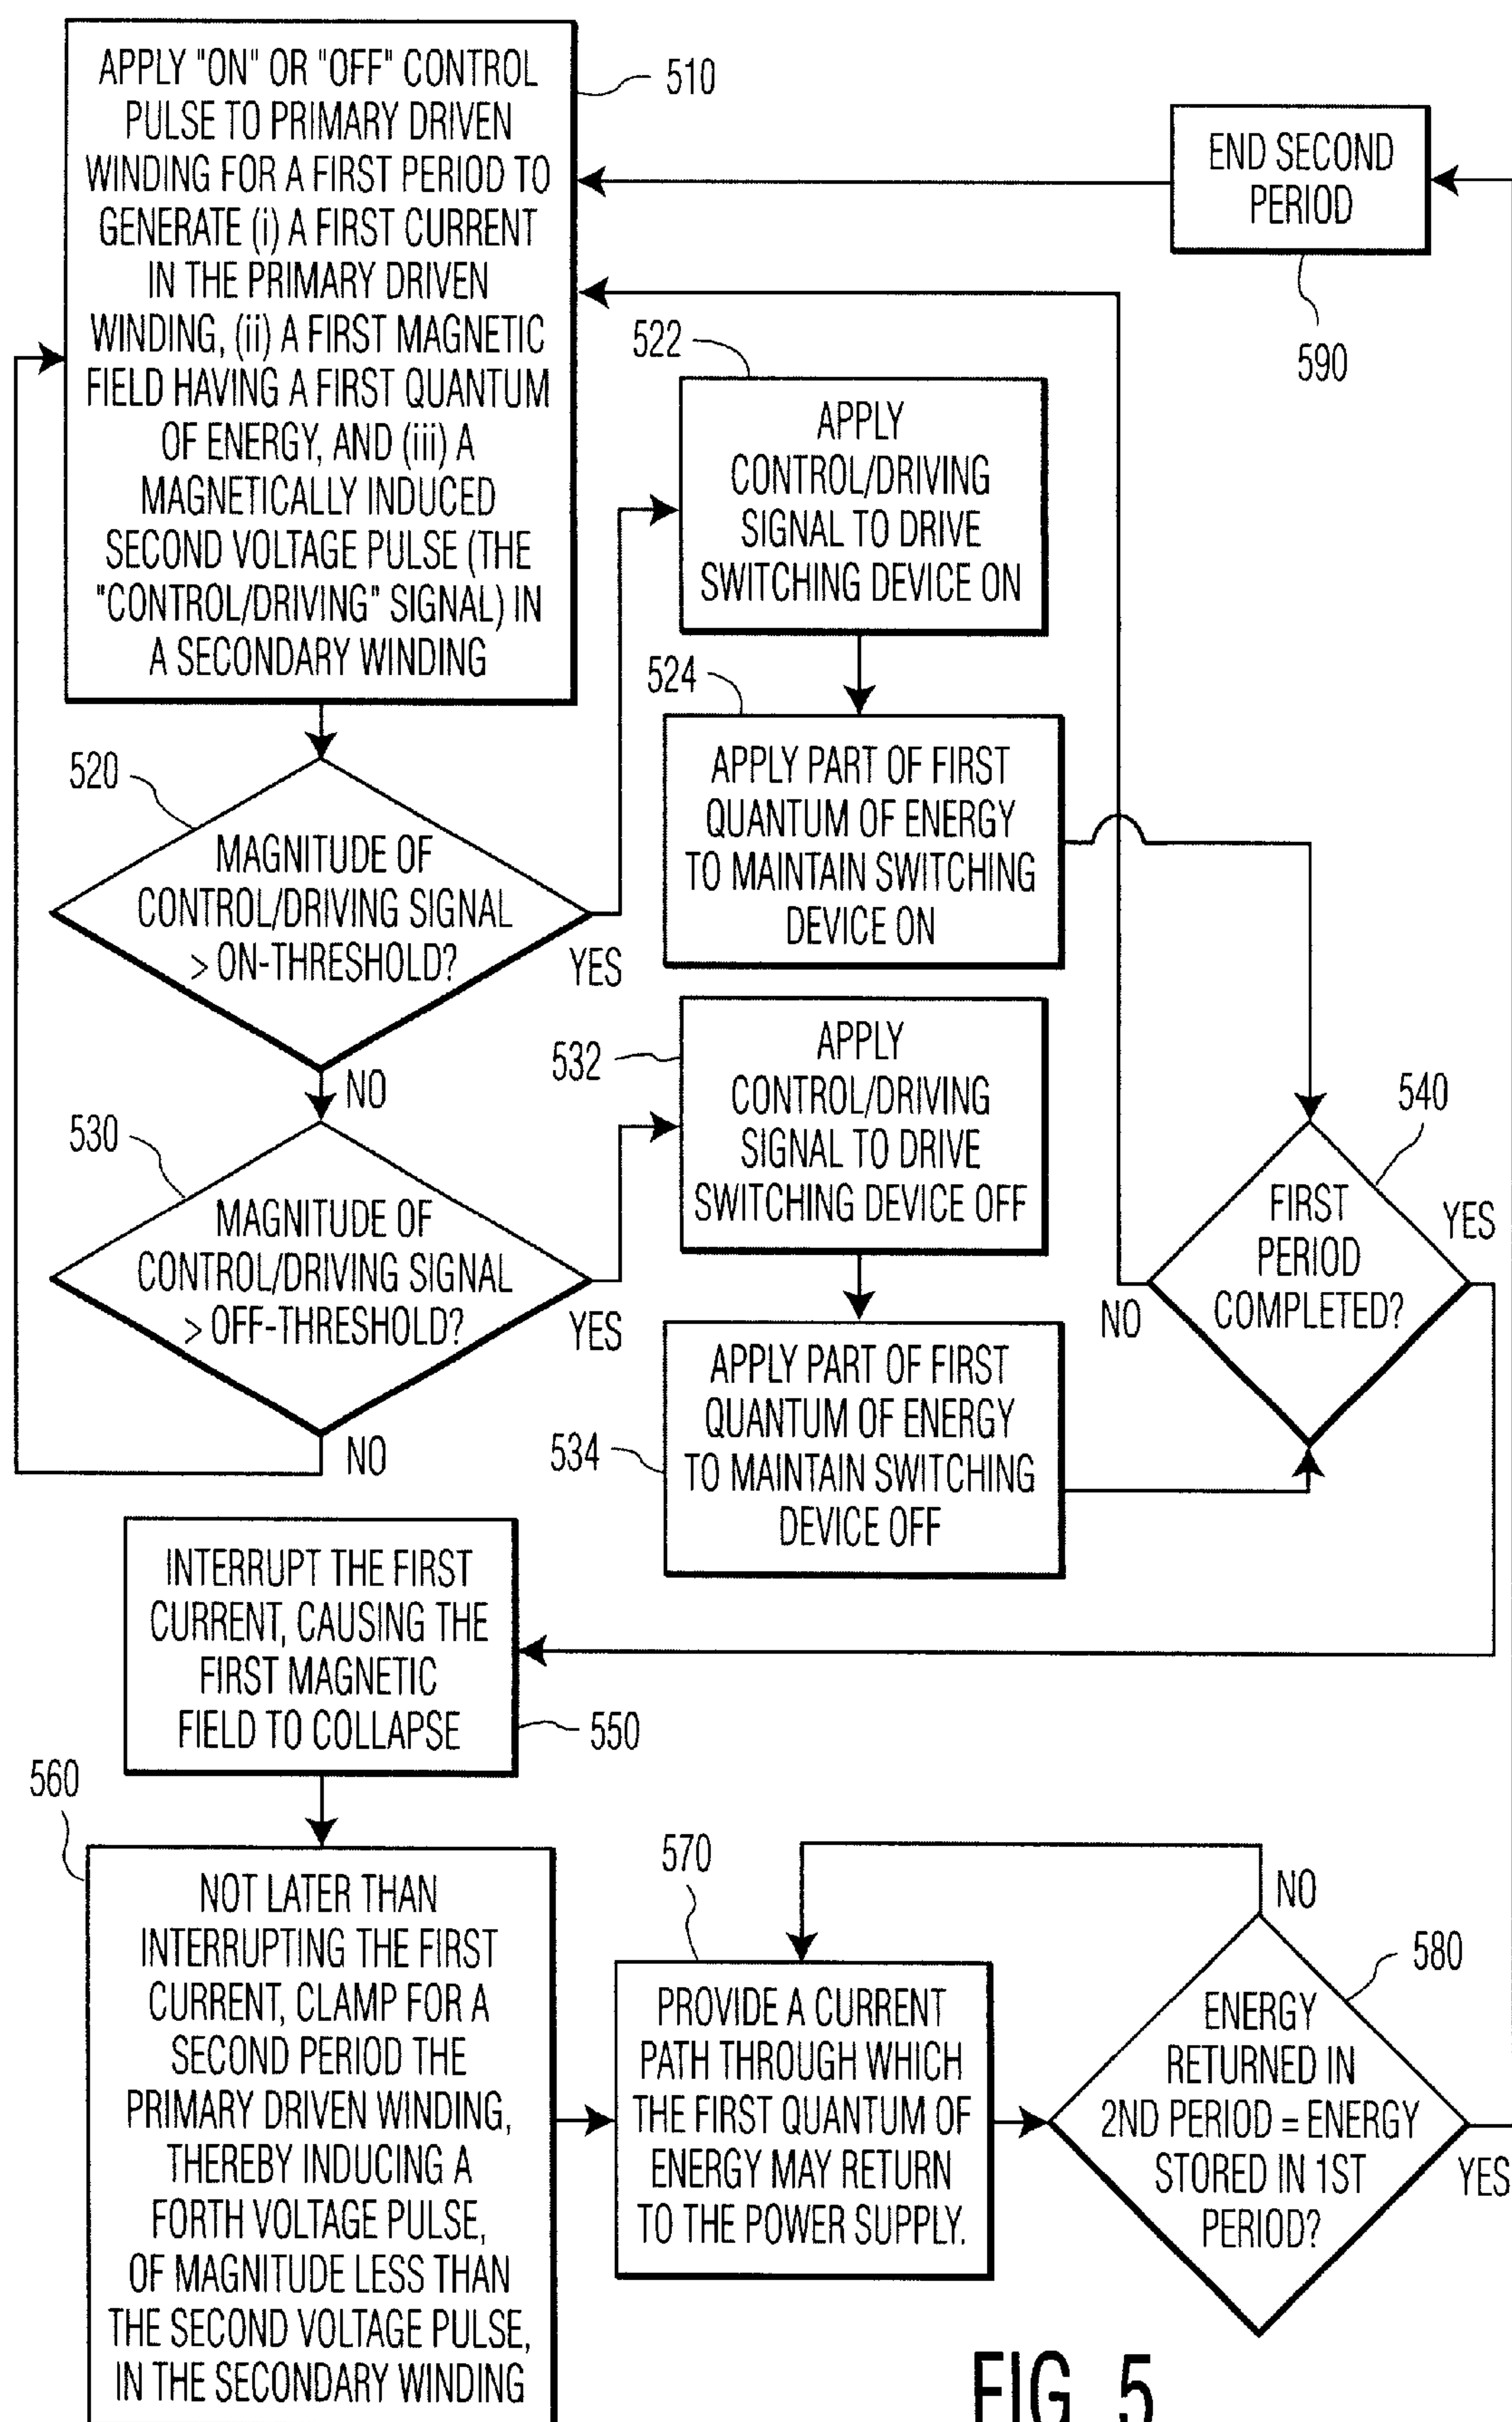 APPLY "ON" OR "OFF" CONTROL
PULSE TO PRIMARY DRIVEN
WINDING FOR A FIRST PERIOD TO
GENERATE (i) A FIRST CURRENT
IN THE PRIMARY DRIVEN
WINDING, (ii) A FIRST MAGNETIC
FIELD HAVING A FIRST QUANTUM
OF ENERGY, AND (iii) A
MAGNETICALLY INDUCED
SECOND VOLTAGE PULSE (THE
"CONTROL/DRIVING" SIGNAL) IN
A SECONDARY WINDING
510
END SECOND
PERIOD
590
522
APPLY
CONTROL/DRIVING
SIGNAL TO DRIVE
SWITCHING DEVICE ON
524
APPLY PART OF FIRST
QUANTUM OF ENERGY
TO MAINTAIN SWITCHING
DEVICE ON
520
MAGNITUDE OF
CONTROL/DRIVING SIGNAL
> ON-THRESHOLD?
YES
NO
530
MAGNITUDE OF
CONTROL/DRIVING SIGNAL
> OFF-THRESHOLD?
YES
NO
532
APPLY
CONTROL/DRIVING
SIGNAL TO DRIVE
SWITCHING DEVICE OFF
534
APPLY PART OF FIRST
QUANTUM OF ENERGY
TO MAINTAIN SWITCHING
DEVICE OFF
540
FIRST
PERIOD
COMPLETED?
YES
NO
INTERRUPT THE FIRST
CURRENT, CAUSING THE
FIRST MAGNETIC
FIELD TO COLLAPSE
550
560
NOT LATER THAN
INTERRUPTING THE FIRST
CURRENT, CLAMP FOR A
SECOND PERIOD THE
PRIMARY DRIVEN WINDING,
THEREBY INDUCING A
FORTH VOLTAGE PULSE,
OF MAGNITUDE LESS THAN
THE SECOND VOLTAGE PULSE,
IN THE SECONDARY WINDING
570
PROVIDE A CURRENT
PATH THROUGH WHICH
THE FIRST QUANTUM OF
ENERGY MAY RETURN
TO THE POWER SUPPLY.
NO
580
ENERGY
RETURNED IN
2ND PERIOD = ENERGY
STORED IN 1ST
PERIOD?
YES
FIG. 5